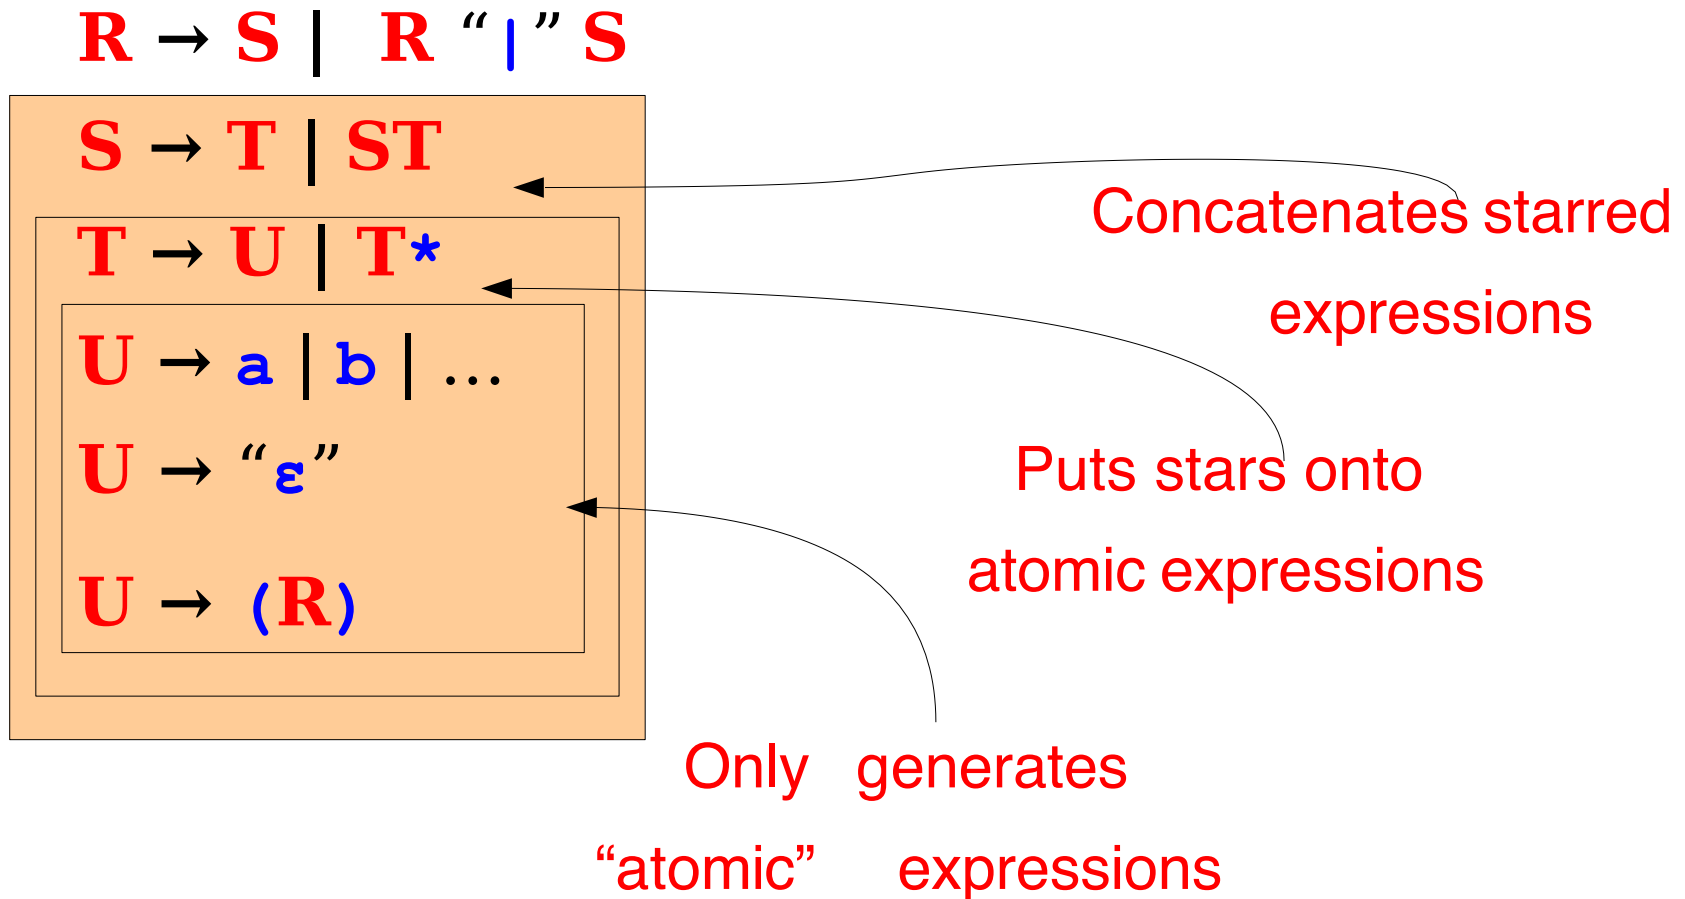 R → S | R “|” S
S → T | ST
T → U | T*
U → a | b | …
U → “ε”
U → (R)
Concatenates starred
expressions
Puts stars onto
atomic expressions
Only generates
“atomic” expressions